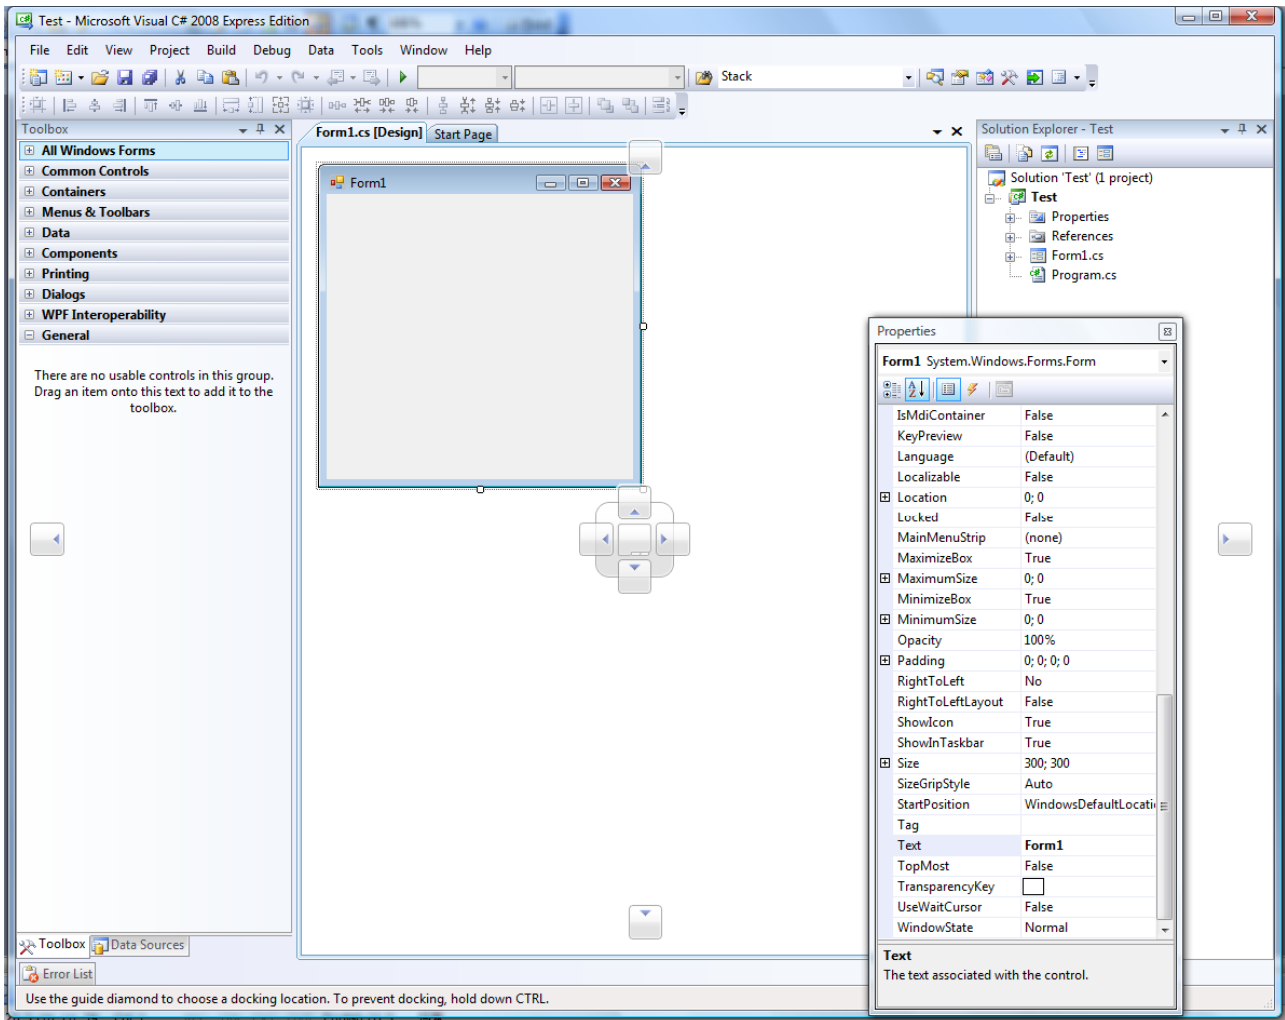 Test - Microsoft Visual C# 2008 Express Edition
File Edit View Project Build Debug Data Tools Window Help
Stack
Toolbox
All Windows Forms
Common Controls
Containers
Menus & Toolbars
Data
Components
Printing
Dialogs
WPF Interoperability
General
There are no usable controls in this group.
Drag an item onto this text to add it to the
toolbox.
Toolbox Data Sources
Form1.cs [Design] Start Page
Form1
Solution Explorer - Test
Solution 'Test' (1 project)
Test
Properties
References
Form1.cs
Program.cs
Properties
Form1 System.Windows.Forms.Form
IsMdiContainer False
KeyPreview False
Language (Default)
Localizable False
Location 0; 0
Locked False
MainMenuStrip (none)
MaximizeBox True
MaximumSize 0; 0
MinimizeBox True
MinimumSize 0; 0
Opacity 100%
Padding 0; 0; 0; 0
RightToLeft No
RightToLeftLayout False
ShowIcon True
ShowInTaskbar True
Size 300; 300
SizeGripStyle Auto
StartPosition WindowsDefaultLocati
Tag
Text Form1
TopMost False
TransparencyKey
UseWaitCursor False
WindowState Normal
Text
The text associated with the control.
Error List
Use the guide diamond to choose a docking location. To prevent docking, hold down CTRL.